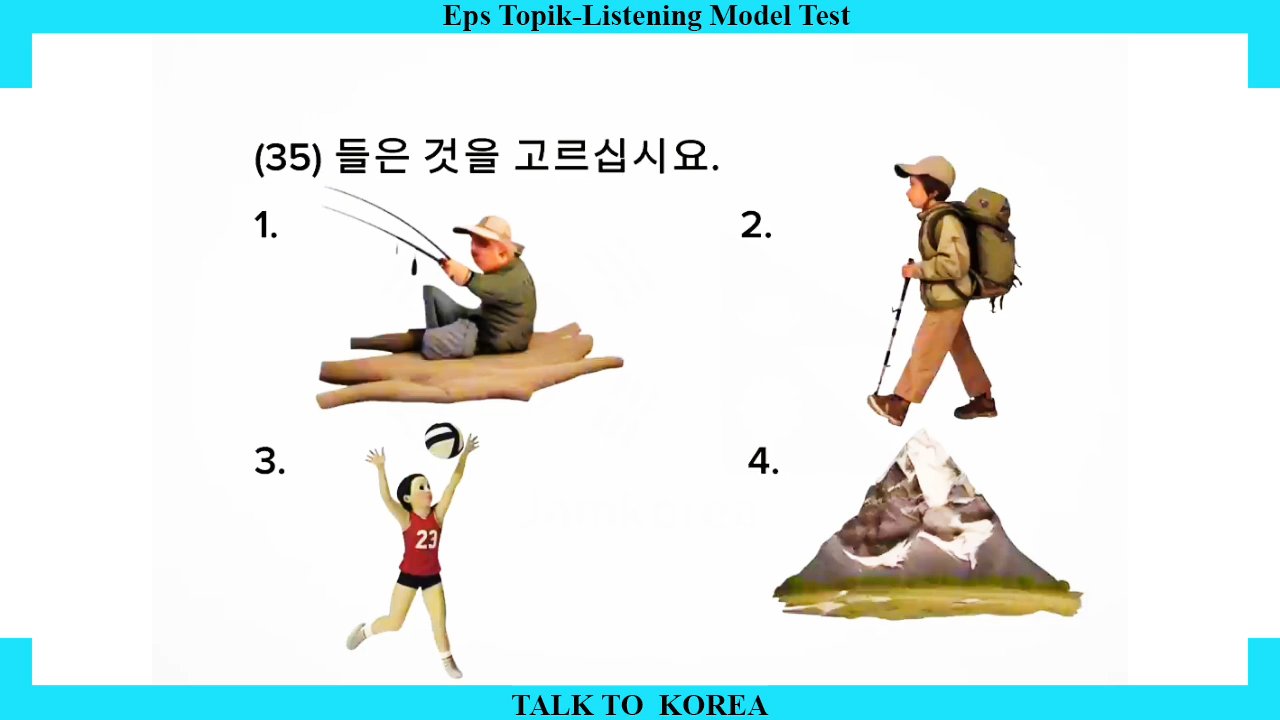 Eps Topik-Listening Model Test
(35) 들은 것을 고르십시요.
1.
2.
3.
23
4.
TALK TO KOREA